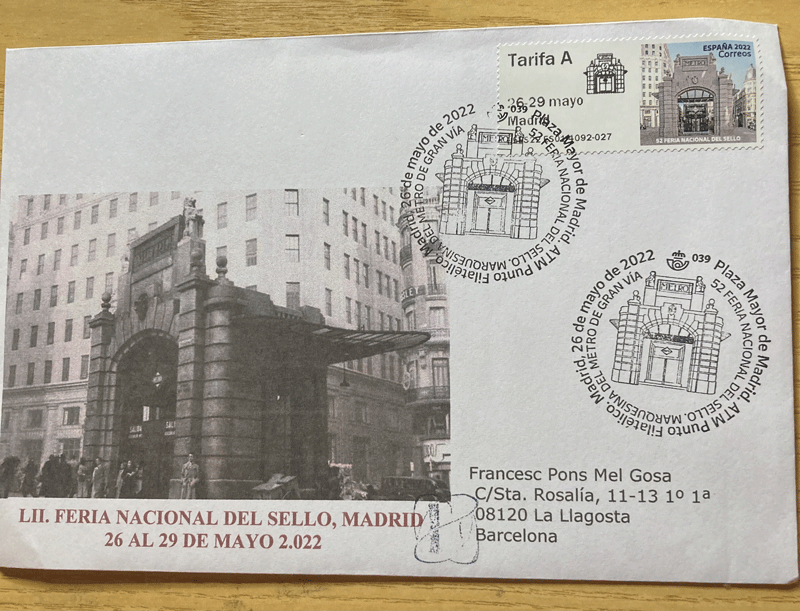 Tarifa A
ESPAÑA 2022
Correos
METRO
26-29 mayo
Madrid
52 FERIA NACIONAL DEL SELLO
039
Plaza Mayor de Madrid. ATM Punto Filatélico. Madrid. 26 de mayo de 2022
52 FERIA NACIONAL DEL SELLO. MARQUESINA DEL METRO DE GRAN VÍA
METRO
039
Plaza Mayor de Madrid. ATM Punto Filatélico. Madrid. 26 de mayo de 2022
52 FERIA NACIONAL DEL SELLO. MARQUESINA DEL METRO DE GRAN VÍA
METRO
SALIDA
LII. FERIA NACIONAL DEL SELLO, MADRID
26 AL 29 DE MAYO 2.022
Francesc Pons Mel Gosa
C/Sta. Rosalía, 11-13 1º 1ª
08120 La Llagosta
Barcelona